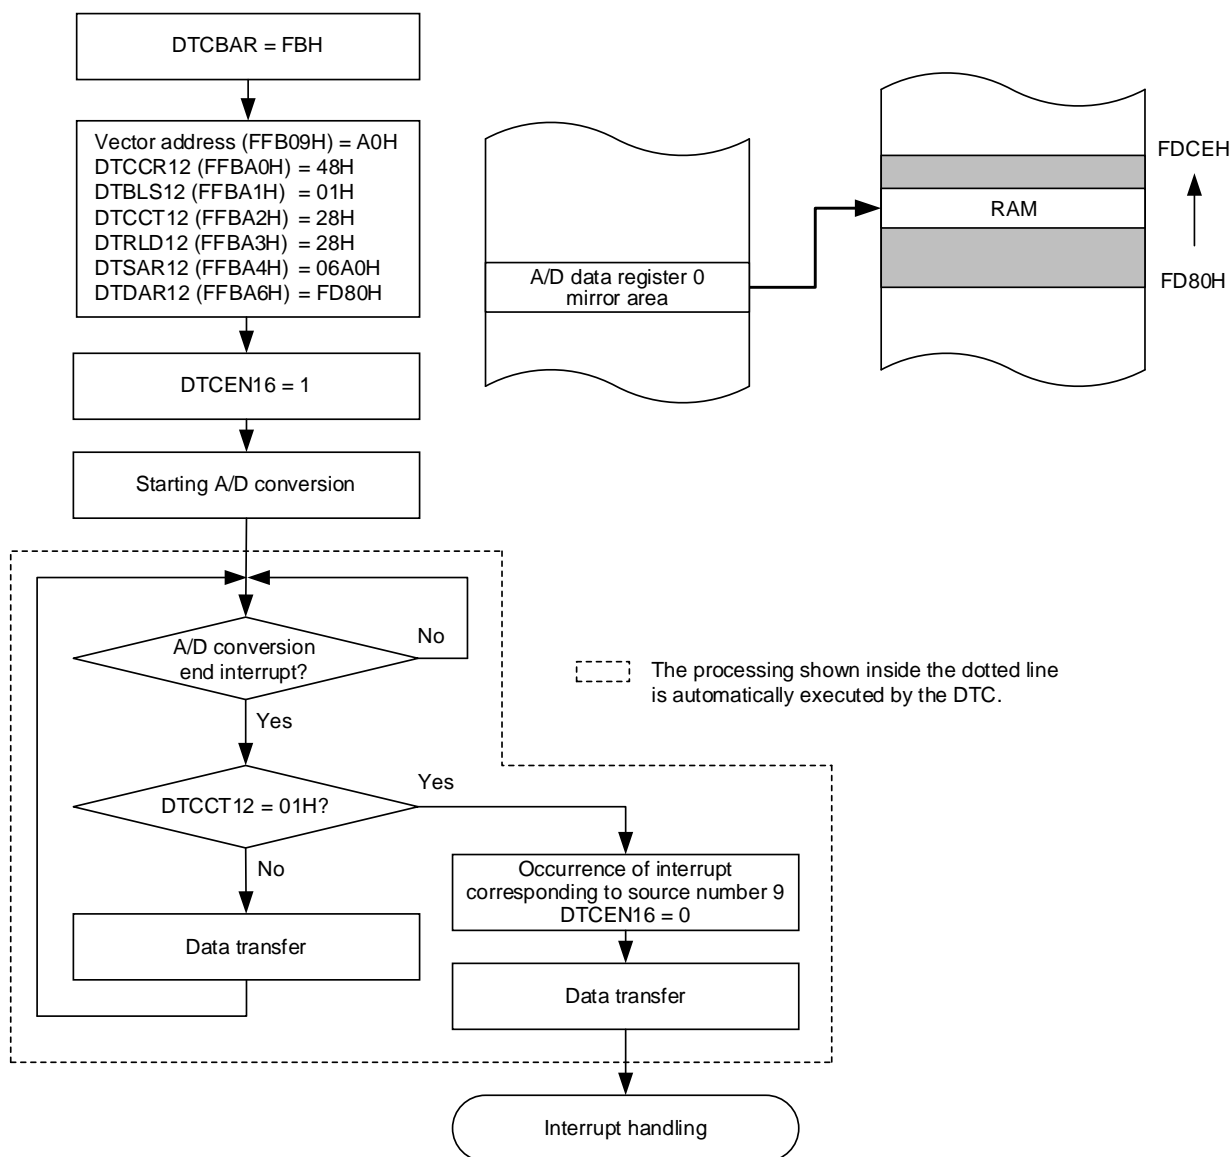 DTCBAR = FBH
Vector address (FFB09H) = A0H
DTCCR12 (FFBA0H) = 48H
DTBLS12 (FFBA1H) = 01H
DTCCT12 (FFBA2H) = 28H
DTRLD12 (FFBA3H) = 28H
DTSAR12 (FFBA4H) = 06A0H
DTDAR12 (FFBA6H) = FD80H
DTCEN16 = 1
Starting A/D conversion
A/D data register 0
mirror area
FDCEH
RAM
FD80H
A/D conversion
end interrupt?
No
Yes
The processing shown inside the dotted line
is automatically executed by the DTC.
DTCCT12 = 01H?
Yes
No
Data transfer
Occurrence of interrupt
corresponding to source number 9
DTCEN16 = 0
Data transfer
Interrupt handling